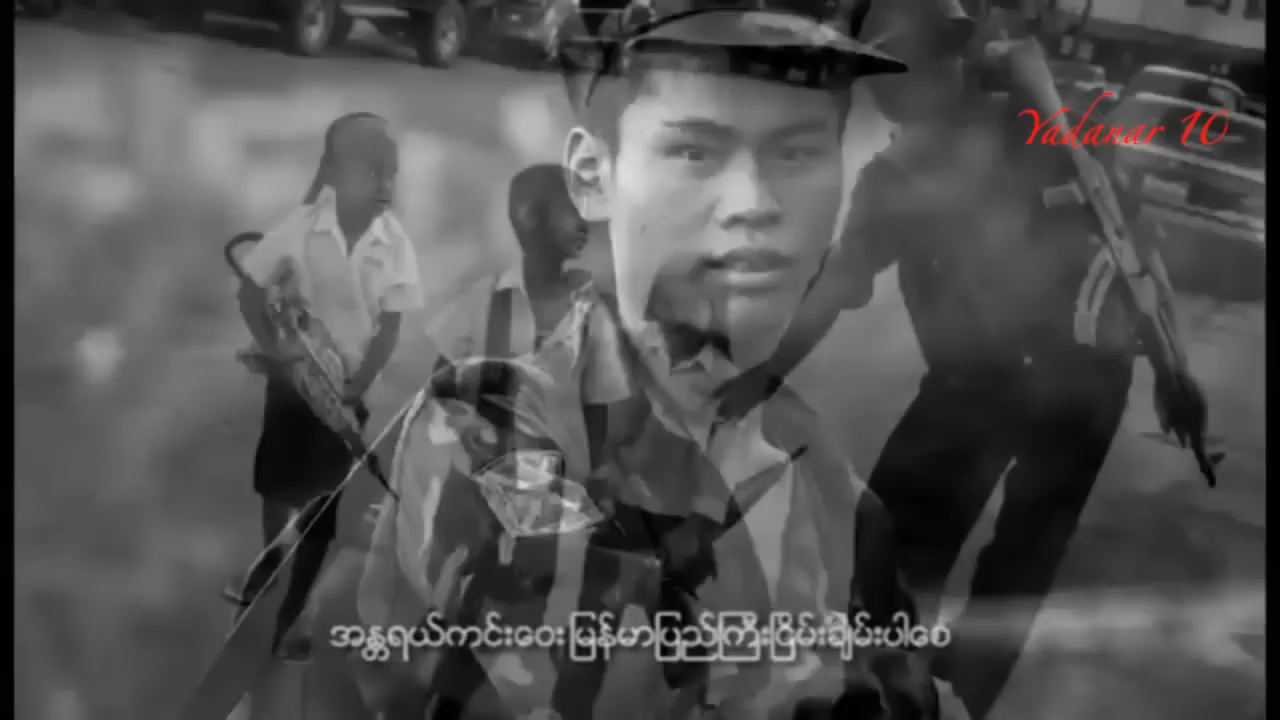 Yadanar 10
အန္တရယ်ကင်းဝေးမြန်မာပြည်ကြီးငြိမ်းချိမ်းပါစေ